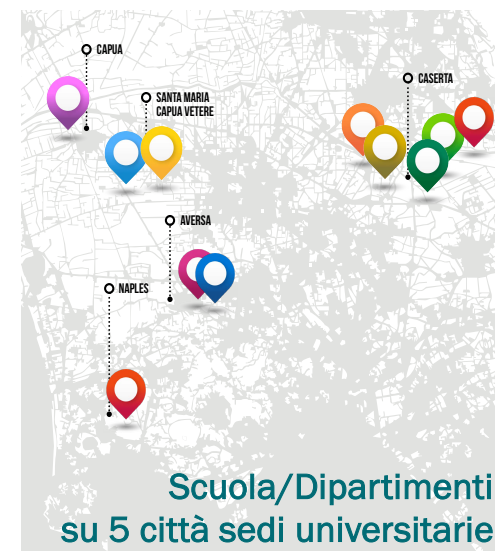 CAPUA
CASERTA
SANTA MARIA
CAPUA VETERE
AVERSA
NAPLES
Scuola/Dipartimenti
su 5 città sedi universitarie